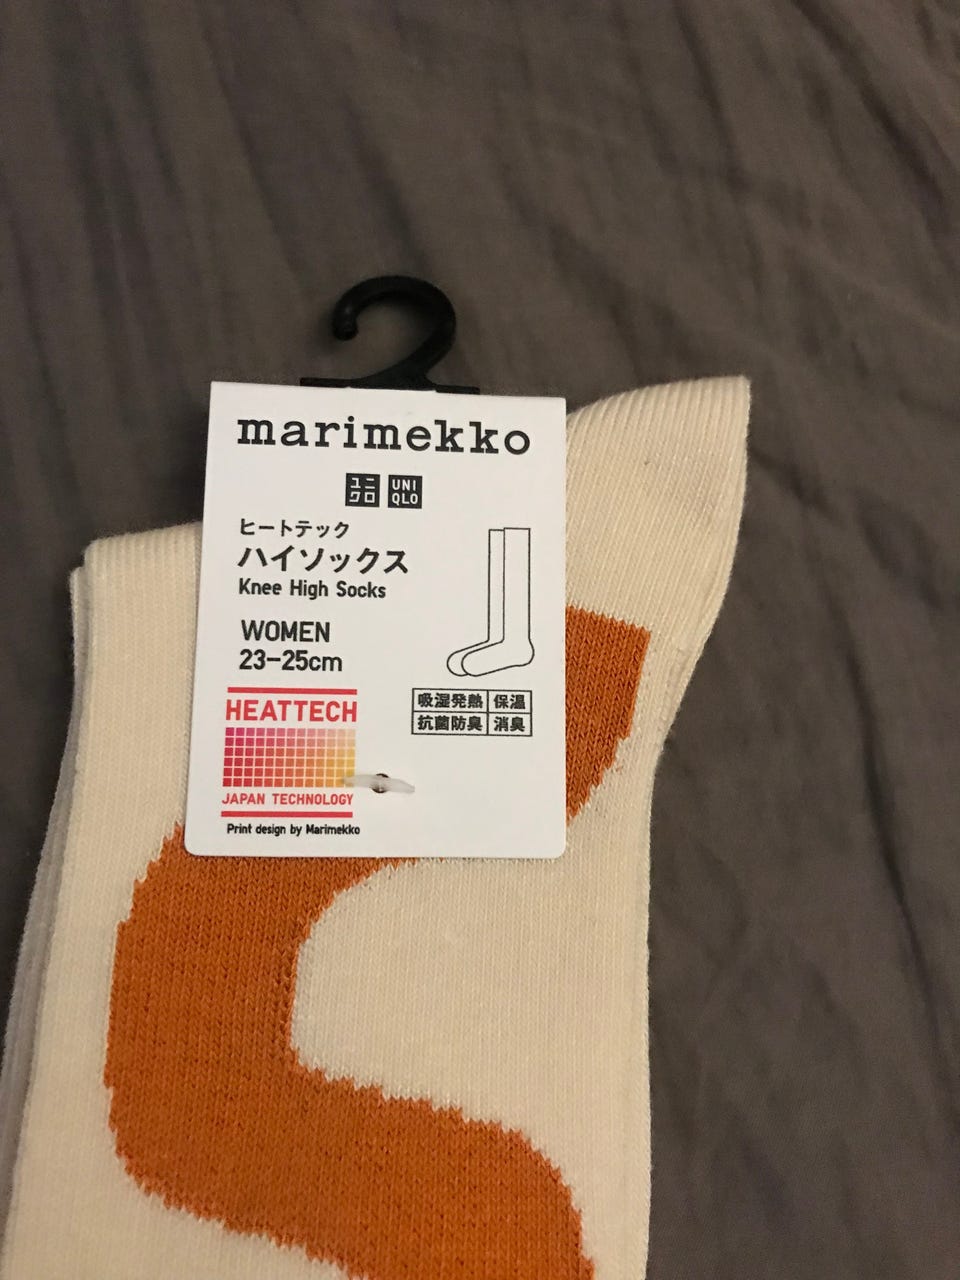 marimekko
ユニ UNI
クロ QLO
ヒートテック
ハイソックス
Knee High Socks
WOMEN
23-25cm
HEATTECH
JAPAN TECHNOLOGY
Print design by Marimekko
吸湿発熱 保温
抗菌防臭 消臭